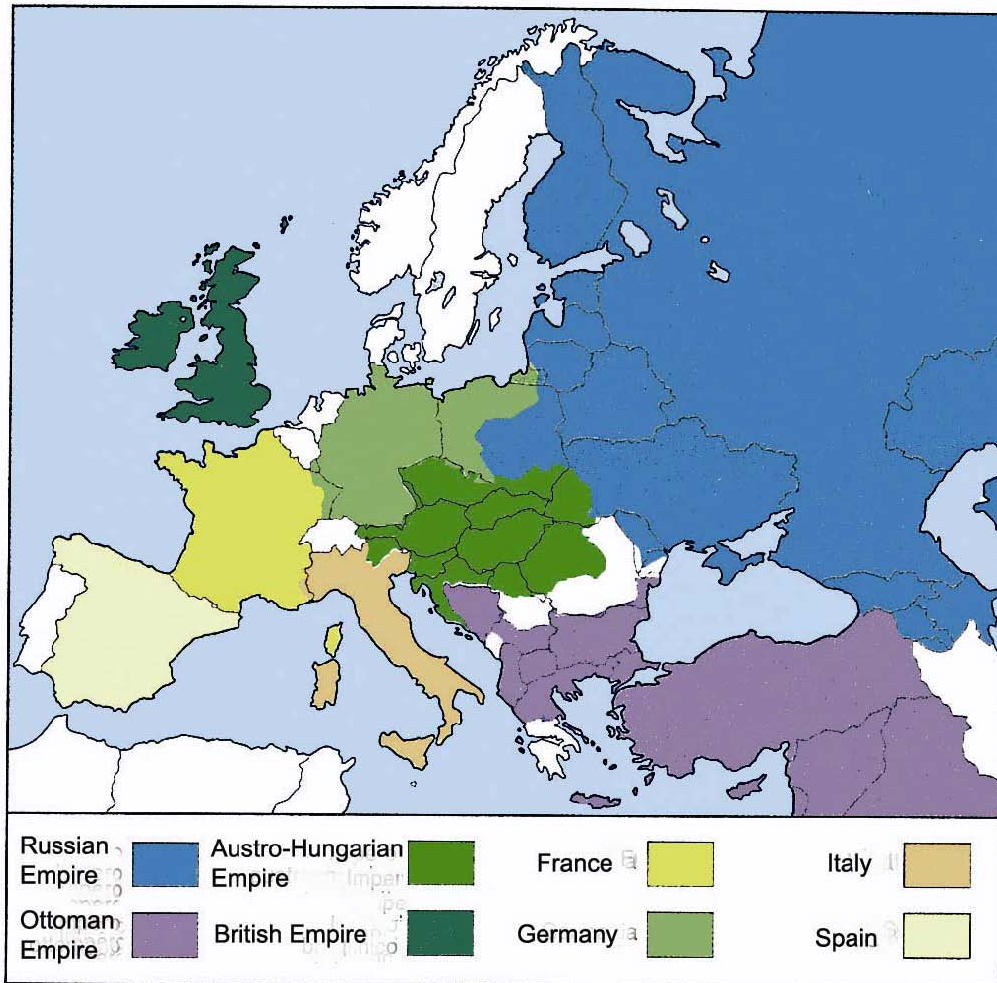 Russian
Empire
Austro-Hungarian
Empire
France
Italy
Ottoman
Empire
British Empire
Germany
Spain